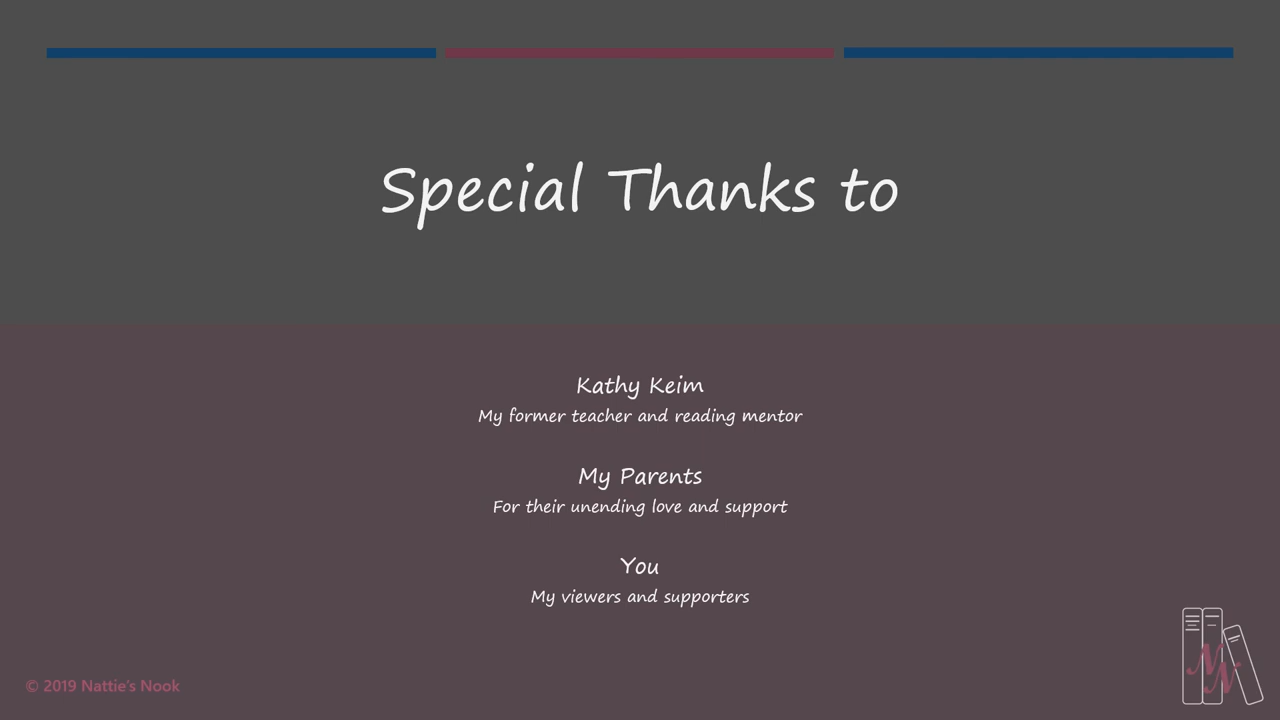 Special Thanks to
Kathy Keim
My former teacher and reading mentor
My Parents
For their unending love and support
You
My viewers and supporters
© 2019 Nattie's Nook
NN